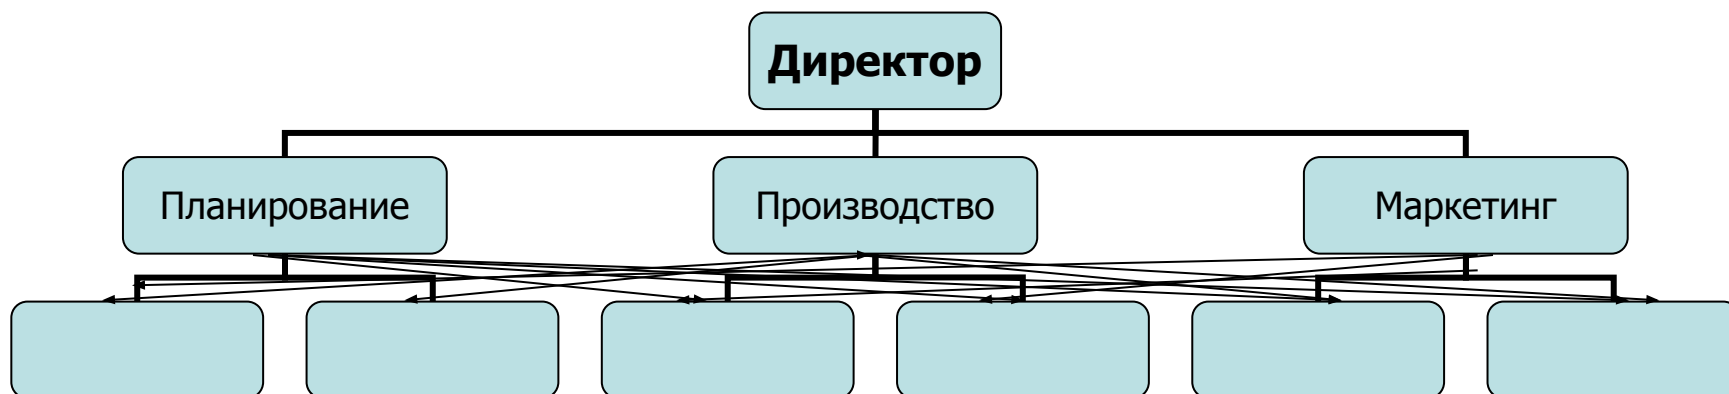 Директор
Планирование
Производство
Маркетинг